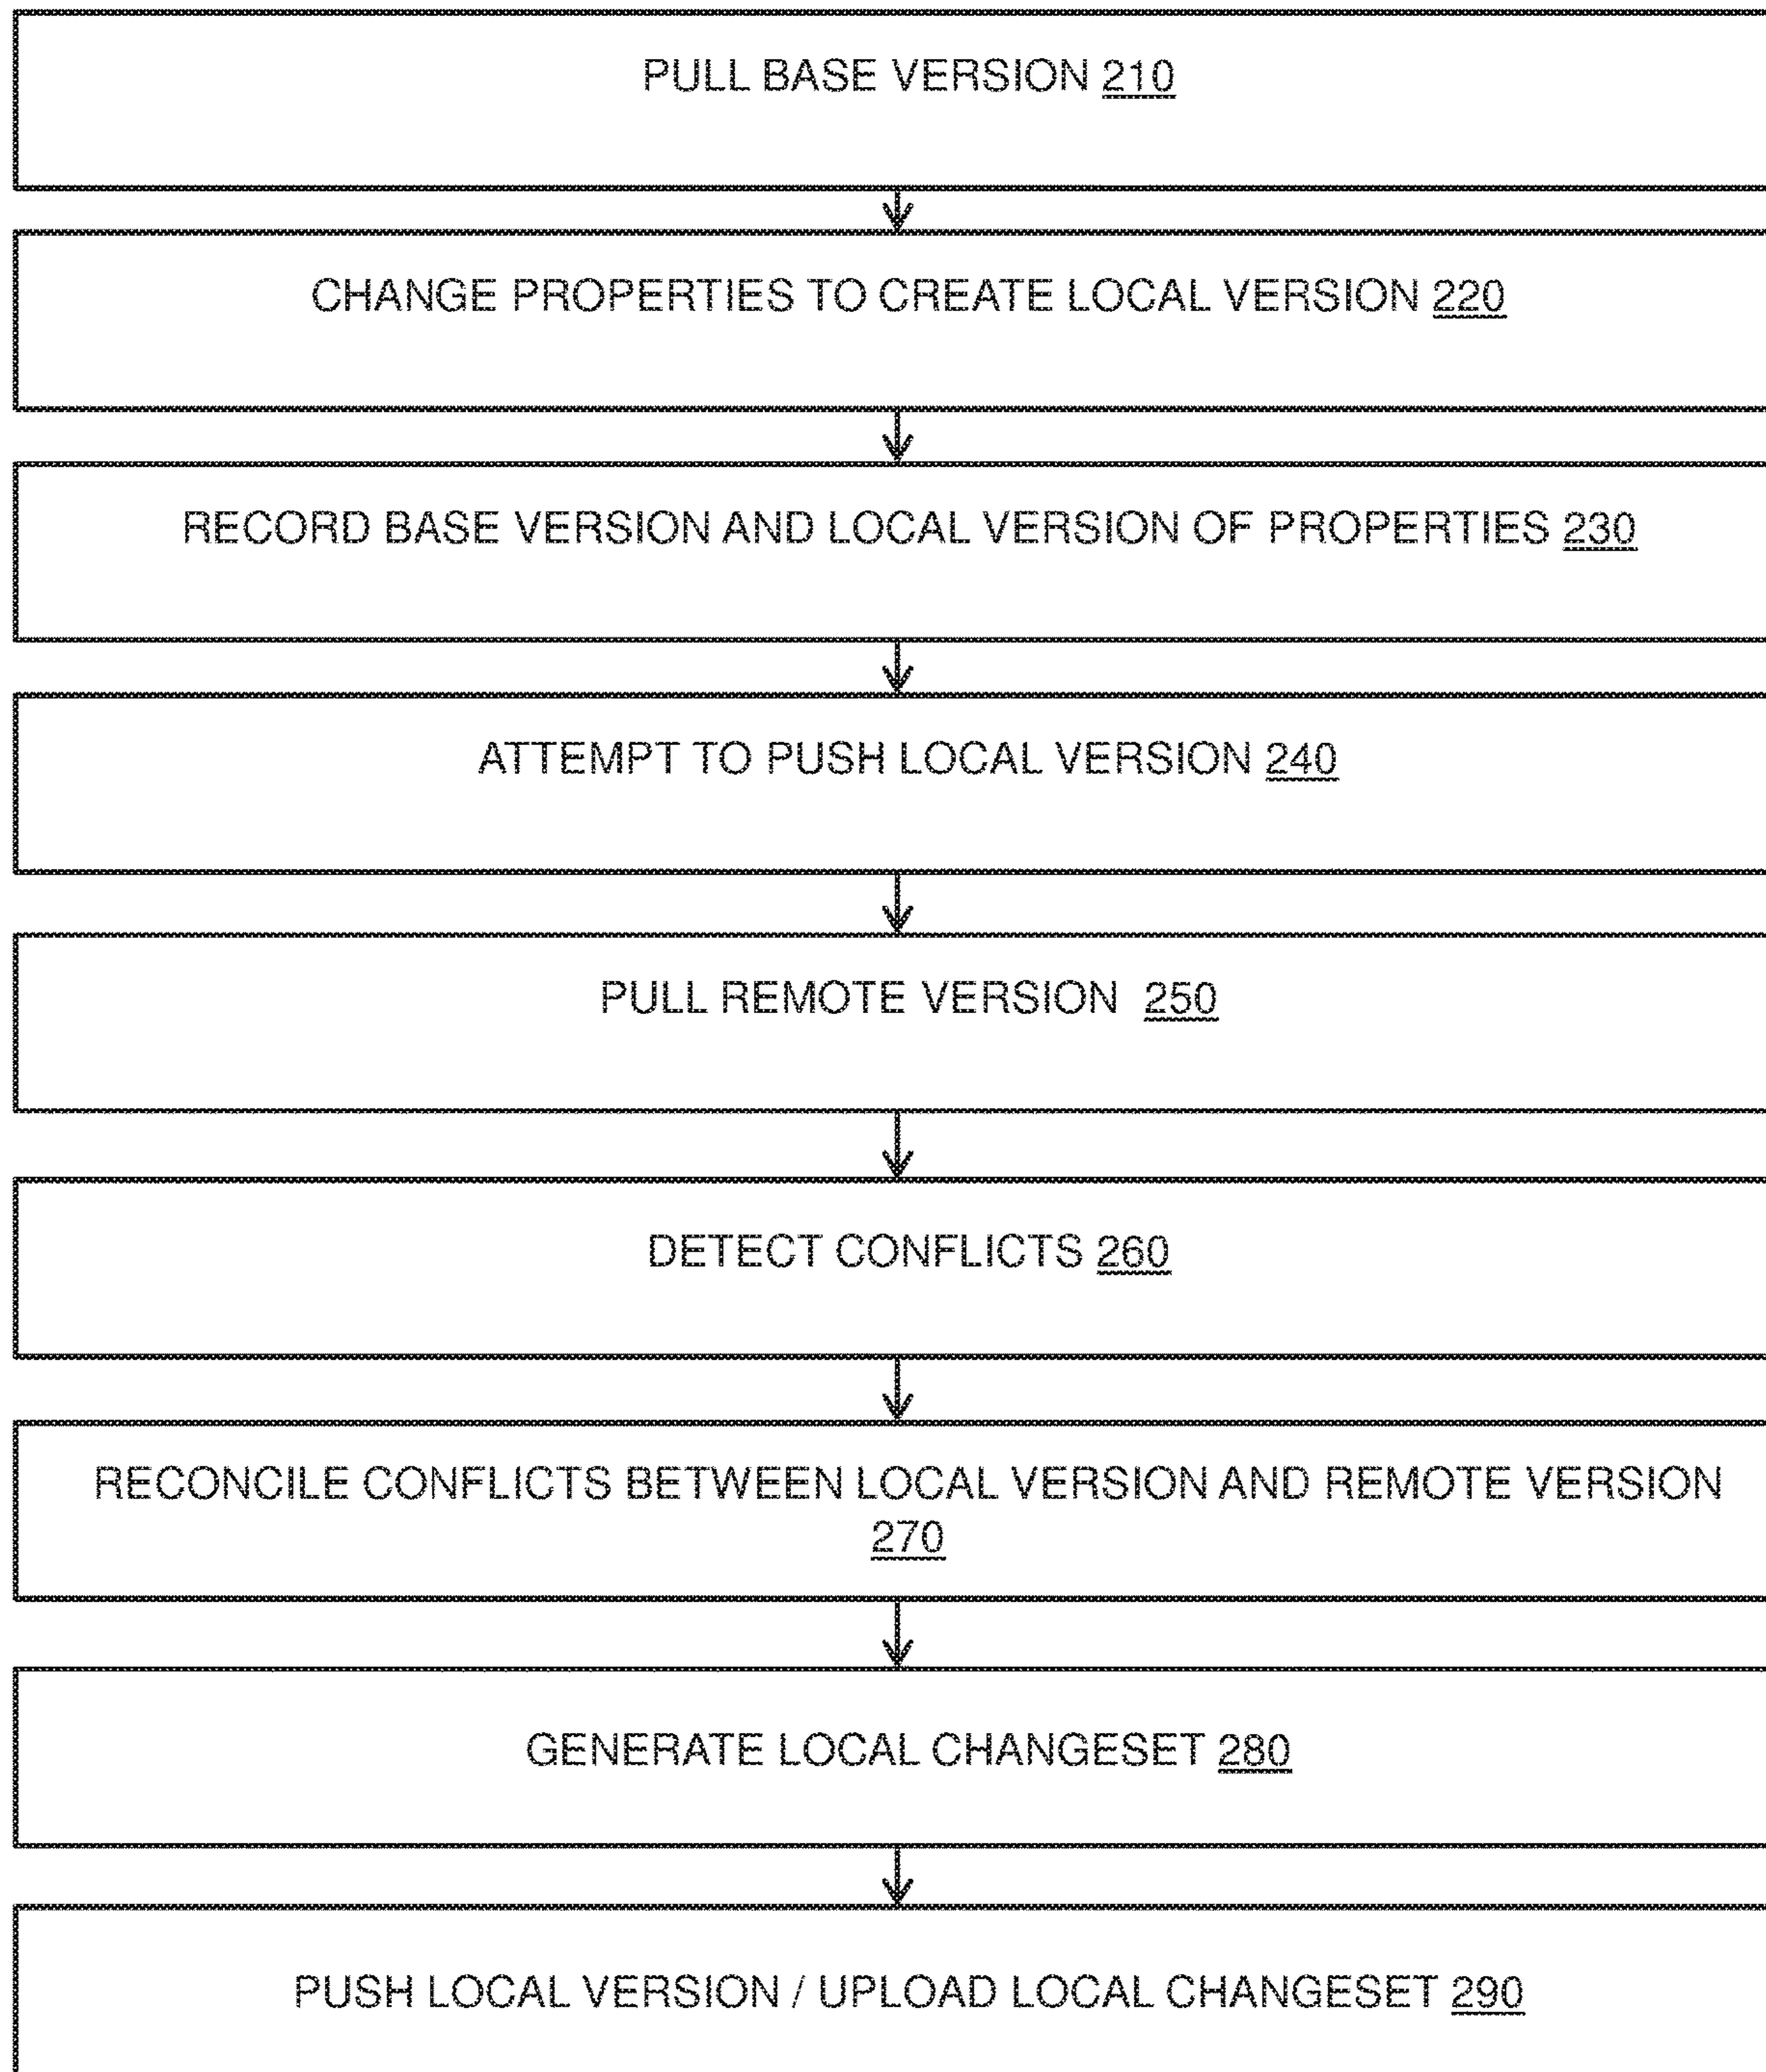 PULL BASE VERSION 210
CHANGE PROPERTIES TO CREATE LOCAL VERSION 220
RECORD BASE VERSION AND LOCAL VERSION OF PROPERTIES 230
ATTEMPT TO PUSH LOCAL VERSION 240
PULL REMOTE VERSION 250
DETECT CONFLICTS 260
RECONCILE CONFLICTS BETWEEN LOCAL VERSION AND REMOTE VERSION
270
GENERATE LOCAL CHANGESET 280
PUSH LOCAL VERSION / UPLOAD LOCAL CHANGESET 290